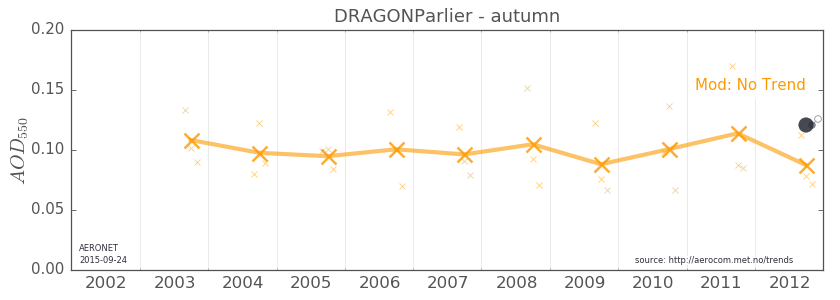 DRAGONParlier - autumn
0.20
0.15
0.10
0.05
0.00
AOD550
Mod: No Trend
AERONET
2015-09-24
source: http://aerocom.met.no/trends
2002 2003 2004 2005 2006 2007 2008 2009 2010 2011 2012